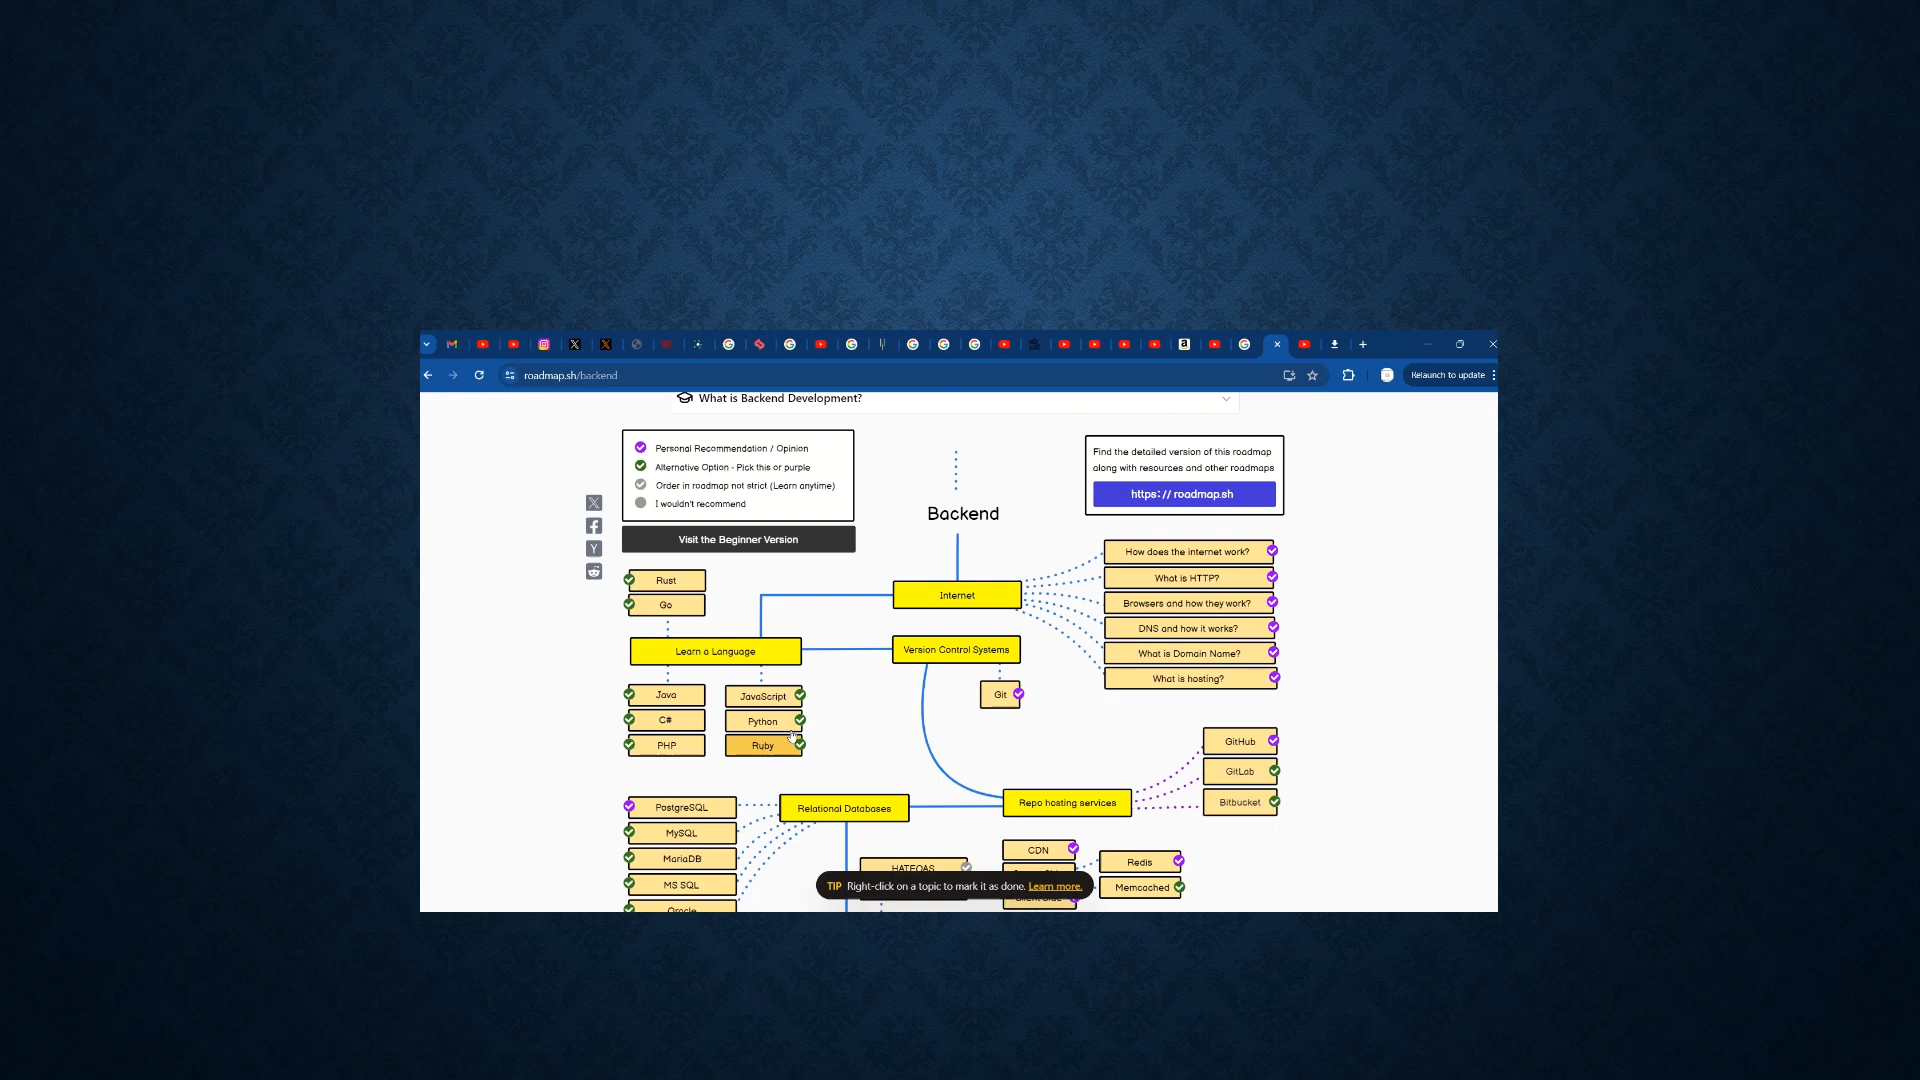 roadmap.sh/backend
Relaunch to update
What is Backend Development?
Personal Recommendation / Opinion
Alternative Option - Pick this or purple
Order in roadmap not strict (Learn anytime)
I wouldn't recommend
Visit the Beginner Version
Find the detailed version of this roadmap
along with resources and other roadmaps
https://roadmap.sh
Backend
Internet
How does the internet work?
What is HTTP?
Browsers and how they work?
DNS and how it works?
What is Domain Name?
What is hosting?
Rust
Go
Learn a Language
Version Control Systems
Java
C#
PHP
JavaScript
Python
Ruby
Git
GitHub
GitLab
Bitbucket
Repo hosting services
Relational Databases
PostgreSQL
MySQL
MariaDB
MS SQL
Oracle
HATEOAS
CDN
Client Side
Redis
Memcached
TIP Right-click on a topic to mark it as done. Learn more.